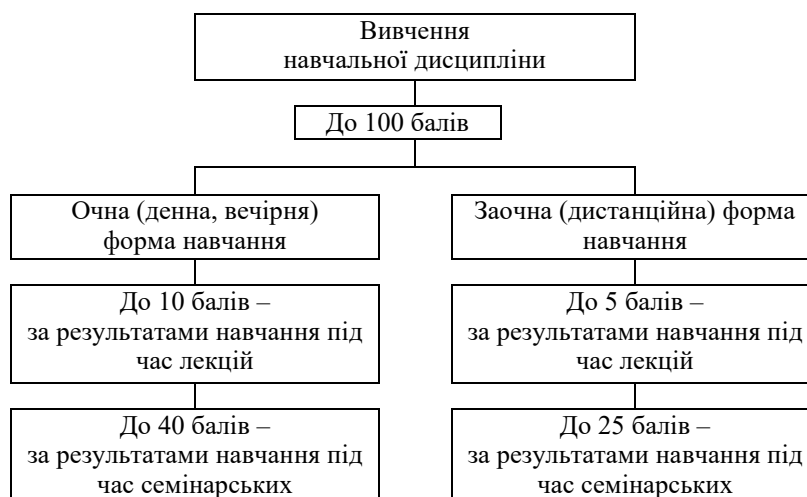 Вивчення
навчальної дисципліни
До 100 балів
Очна (денна, вечірня)
форма навчання
Заочна (дистанційна) форма
навчання
До 10 балів –
за результатами навчання під
час лекцій
До 5 балів –
за результатами навчання під
час лекцій
До 40 балів –
за результатами навчання під
час семінарських
До 25 балів –
за результатами навчання під
час семінарських